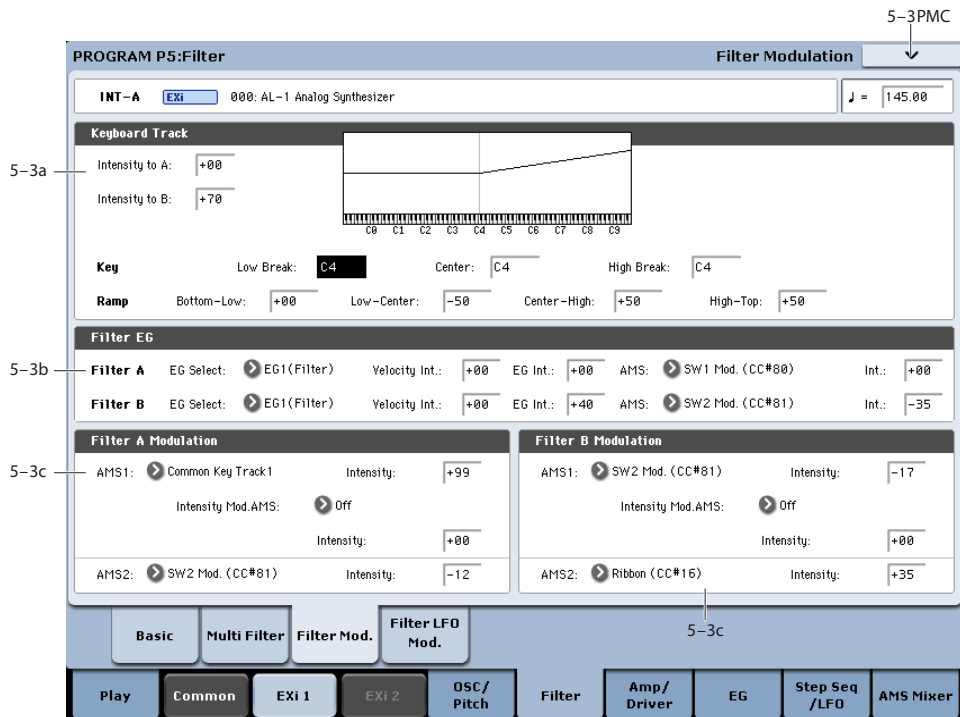 5–3PMC
PROGRAM P5:Filter Filter Modulation
INT-A EXi 000: AL-1 Analog Synthesizer ♩ = 145.00
Keyboard Track
5–3a
Intensity to A: +00
Intensity to B: +70
C0 C1 C2 C3 C4 C5 C6 C7 C8 C9
Key Low Break: C4 Center: C4 High Break: C4
Ramp Bottom-Low: +00 Low-Center: -50 Center-High: +50 High-Top: +50
Filter EG
5–3b
Filter A EG Select: EG1(Filter) Velocity Int.: +00 EG Int.: +00 AMS: SW1 Mod. (CC#80) Int.: +00
Filter B EG Select: EG1(Filter) Velocity Int.: +00 EG Int.: +40 AMS: SW2 Mod. (CC#81) Int.: -35
Filter A Modulation
5–3c
AMS1: Common Key Track1 Intensity: +99
Intensity Mod.AMS: Off
Intensity: +00
AMS2: SW2 Mod. (CC#81) Intensity: -12
Filter B Modulation
AMS1: SW2 Mod. (CC#81) Intensity: -17
Intensity Mod.AMS: Off
Intensity: +00
AMS2: Ribbon (CC#16) Intensity: +35
5–3c
Basic Multi Filter Filter Mod. Filter LFO Mod.
Play Common EXi 1 EXi 2 OSC/ Pitch Filter Amp/ Driver EG Step Seq /LFO AMS Mixer